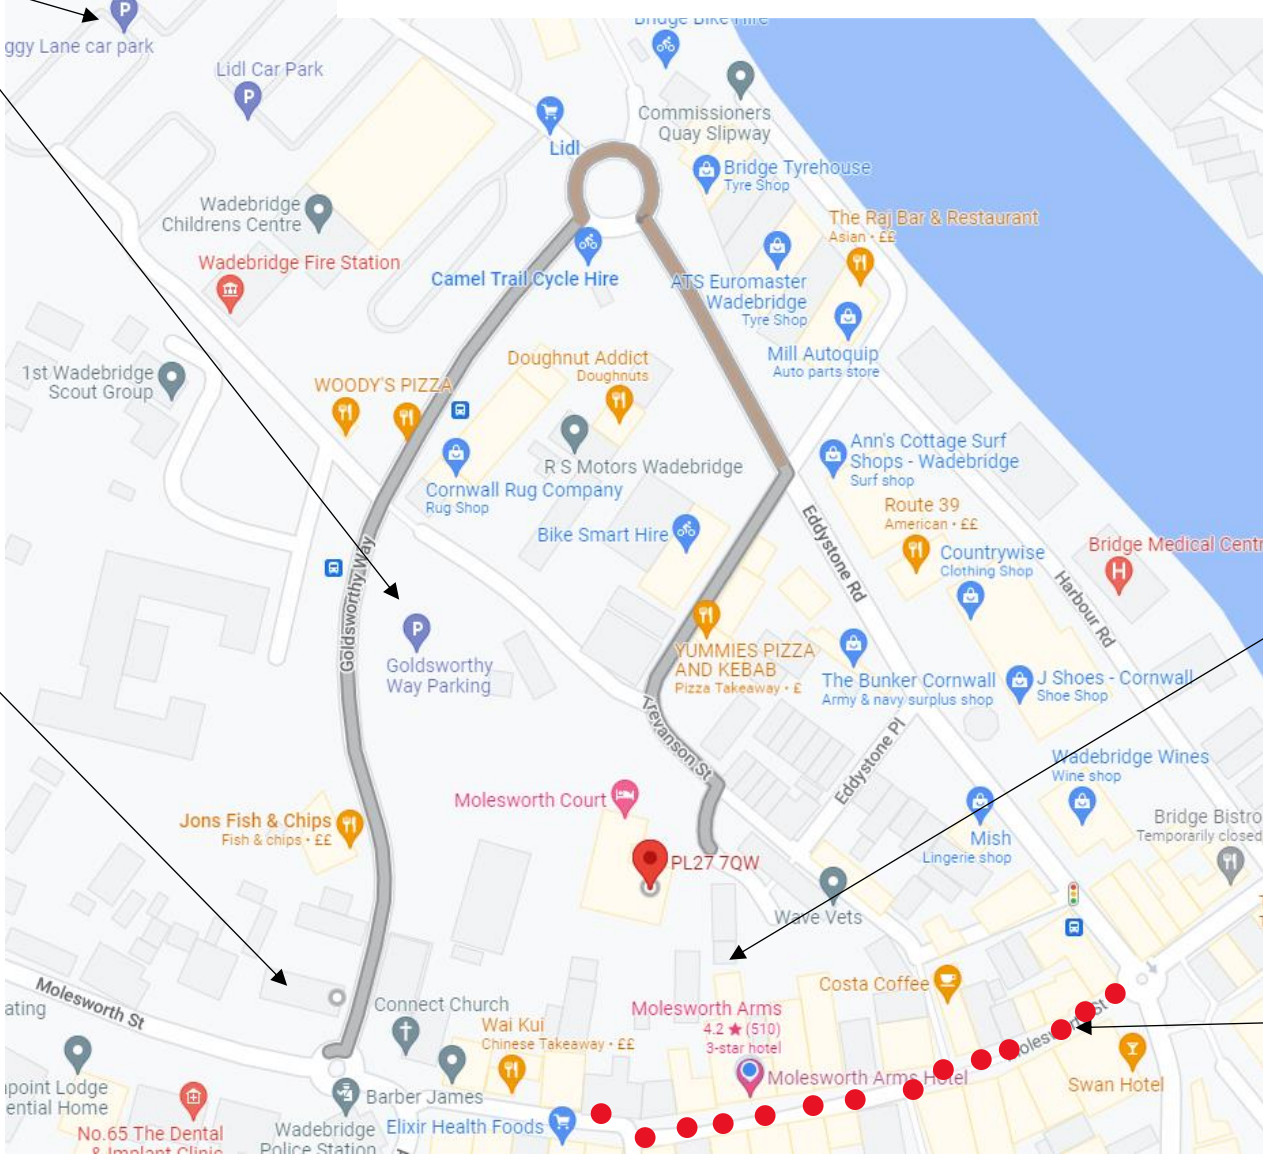 Bridge Bike Hire
ggy Lane car park
Lidl Car Park
Commissioners
Quay Slipway
Lidl
Bridge Tyrehouse
Tyre Shop
Wadebridge
Childrens Centre
The Raj Bar & Restaurant
Asian • ££
Wadebridge Fire Station
Camel Trail Cycle Hire
ATS Euromaster
Wadebridge
Tyre Shop
Mill Autoquip
Auto parts store
Doughnut Addict
Doughnuts
1st Wadebridge
Scout Group
WOODY'S PIZZA
R S Motors Wadebridge
Ann's Cottage Surf
Shops - Wadebridge
Surf shop
Cornwall Rug Company
Rug Shop
Route 39
American • ££
Bike Smart Hire
Eddystone Rd
Countrywise
Clothing Shop
Bridge Medical Centr
Harbour Rd
Goldsworthy Way
Goldsworthy
Way Parking
YUMMIES PIZZA
AND KEBAB
Pizza Takeaway • £
The Bunker Cornwall
Army & navy surplus shop
J Shoes - Cornwall
Shoe Shop
Trevanson St
Eddystone Pl
Wadebridge Wines
Wine shop
Molesworth Court
Mish
Lingerie shop
Bridge Bistro
Temporarily closed
Jons Fish & Chips
Fish & chips • ££
PL27 7QW
Wave Vets
Costa Coffee
Molesworth St
ating
Connect Church
Molesworth Arms
4.2 ★ (510)
3-star hotel
Wai Kui
Chinese Takeaway • ££
Molesworth St
Molesworth Arms Hotel
Swan Hotel
point Lodge
ential Home
Barber James
Elixir Health Foods
No.65 The Dental
& Implant Clinic
Wadebridge
Police Station